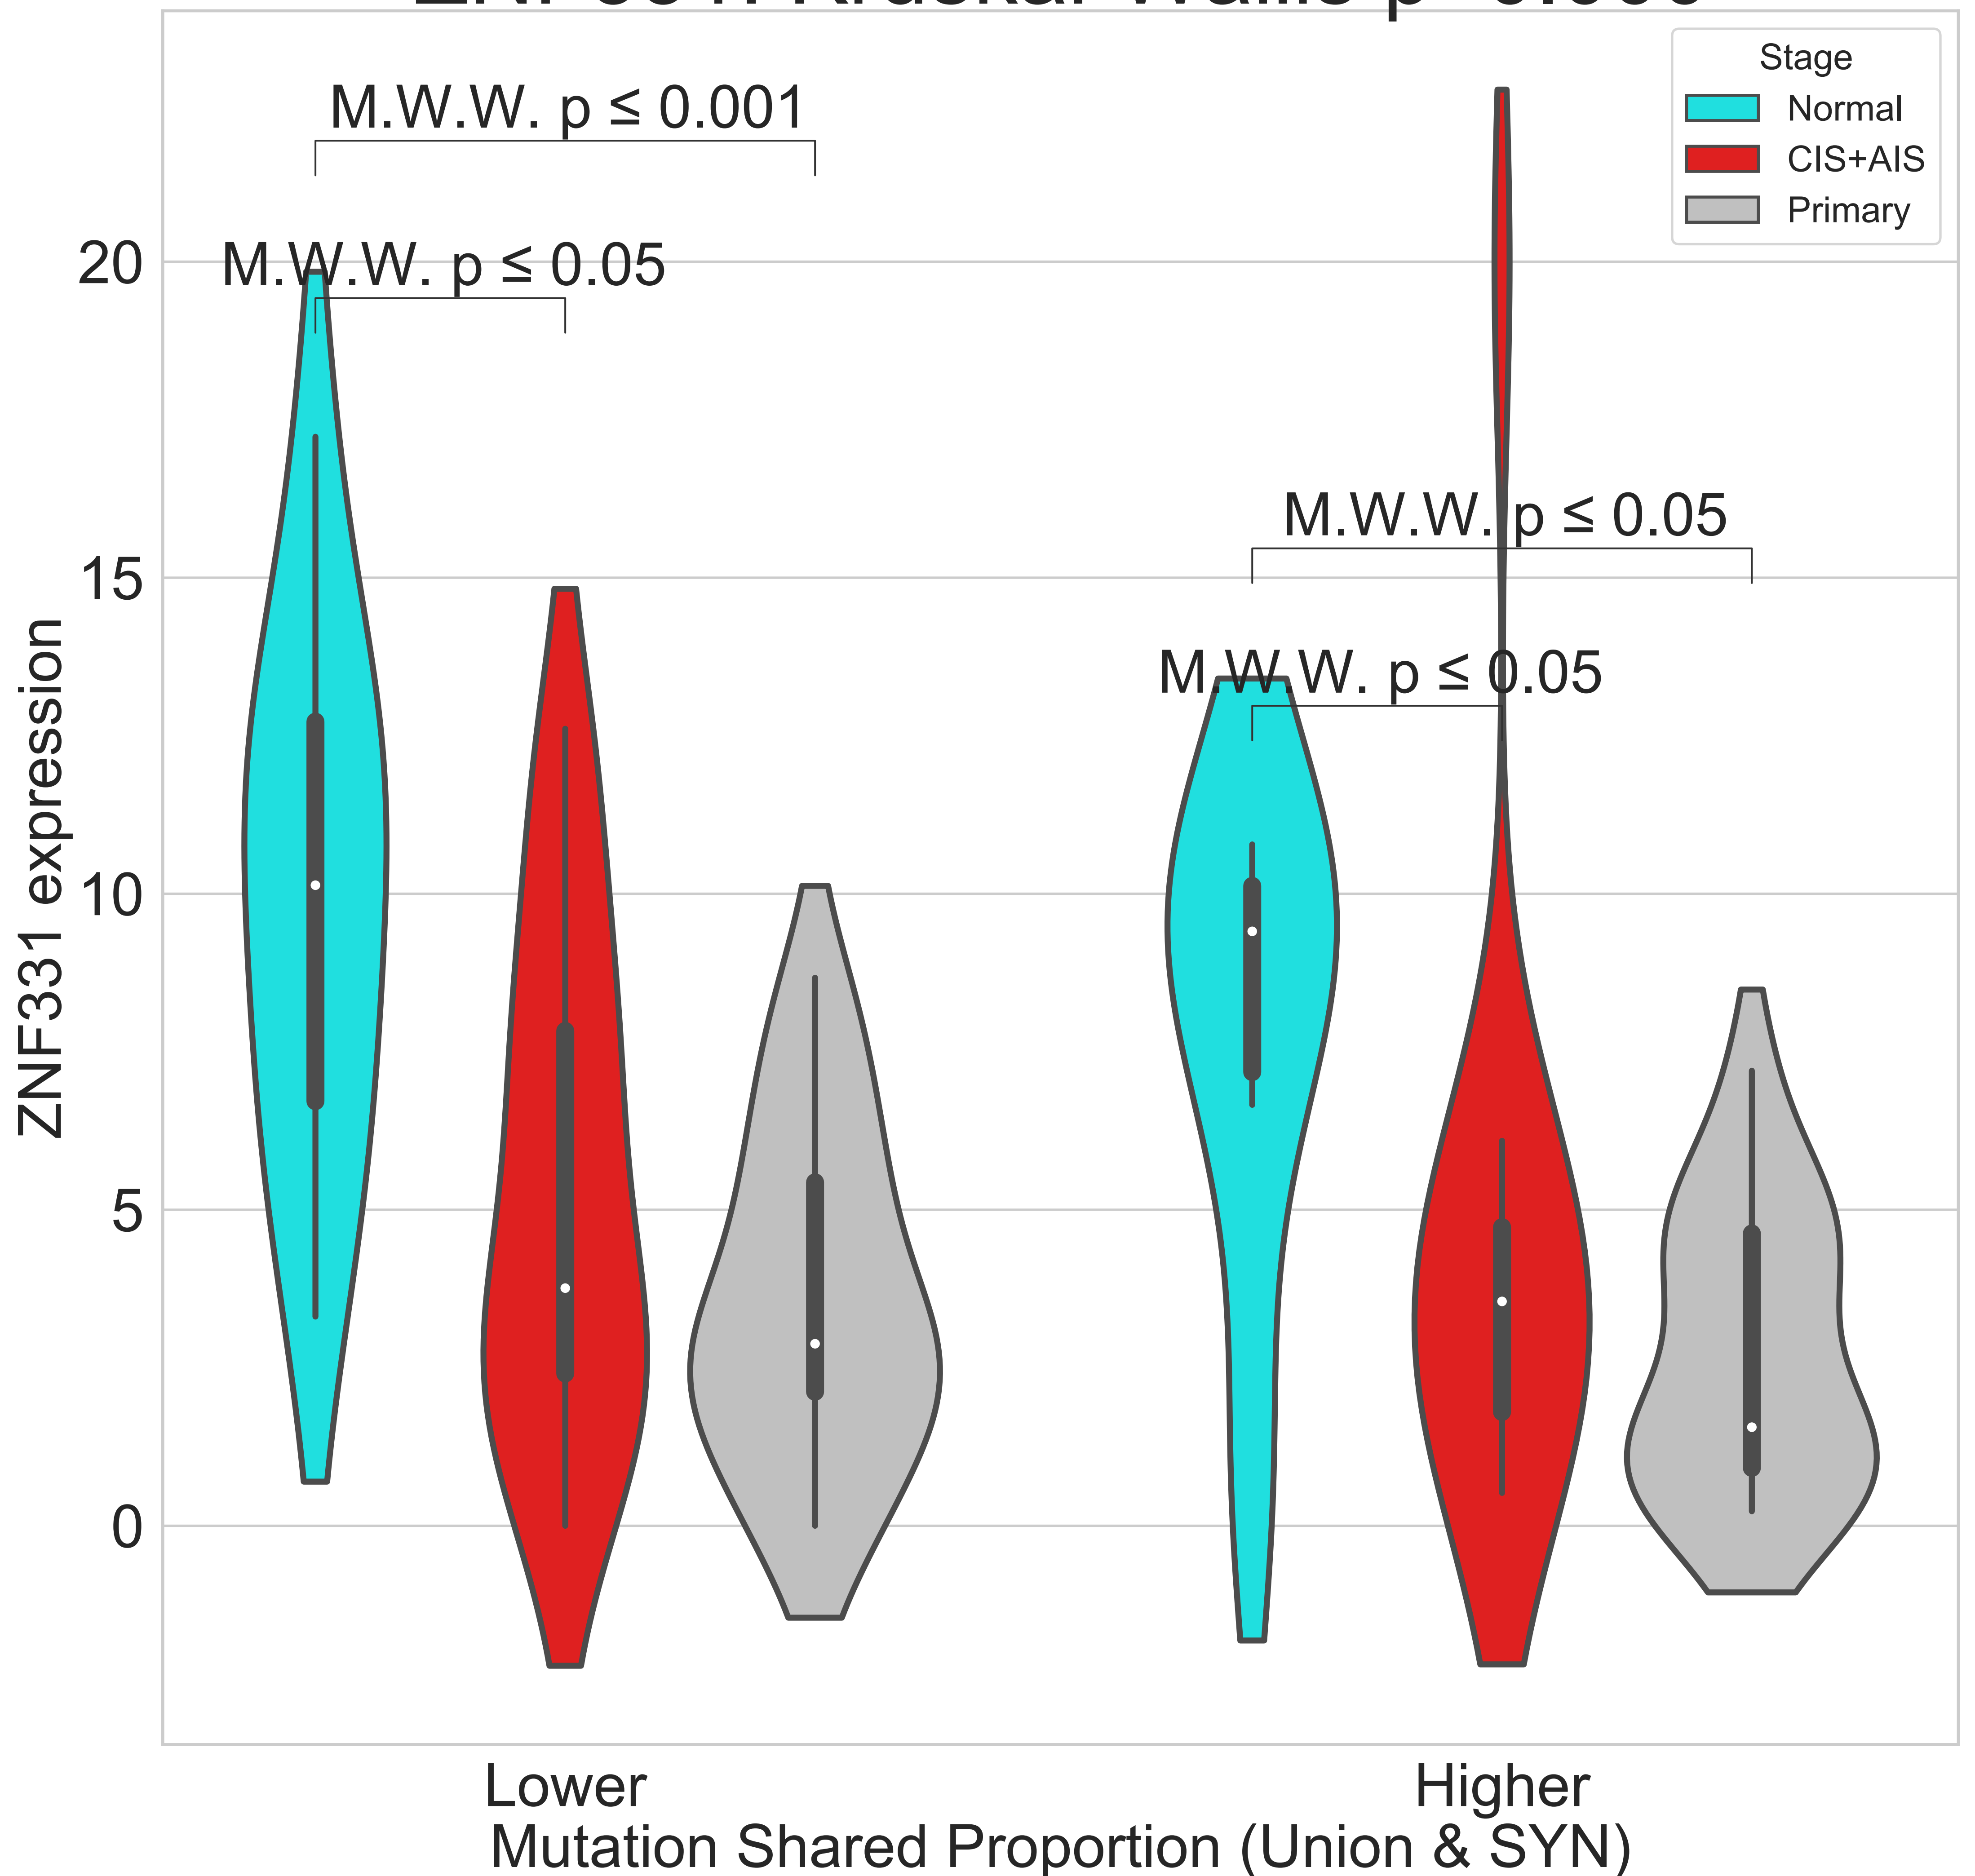 Stage
Normal
CIS+AIS
Primary
M.W.W. p ≤ 0.001
M.W.W. p ≤ 0.05
M.W.W. p ≤ 0.05
M.W.W. p ≤ 0.05
20
15
10
5
0
ZNF331 expression
Lower
Higher
Mutation Shared Proportion (Union & SYN)